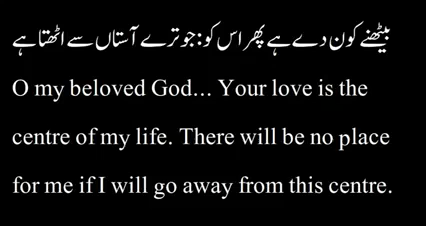 بیٹھنے کون دے ہے پھر اس کو: جو ترے آستاں سے اٹھتا ہے
O my beloved God... Your love is the
centre of my life. There will be no place
for me if I will go away from this centre.